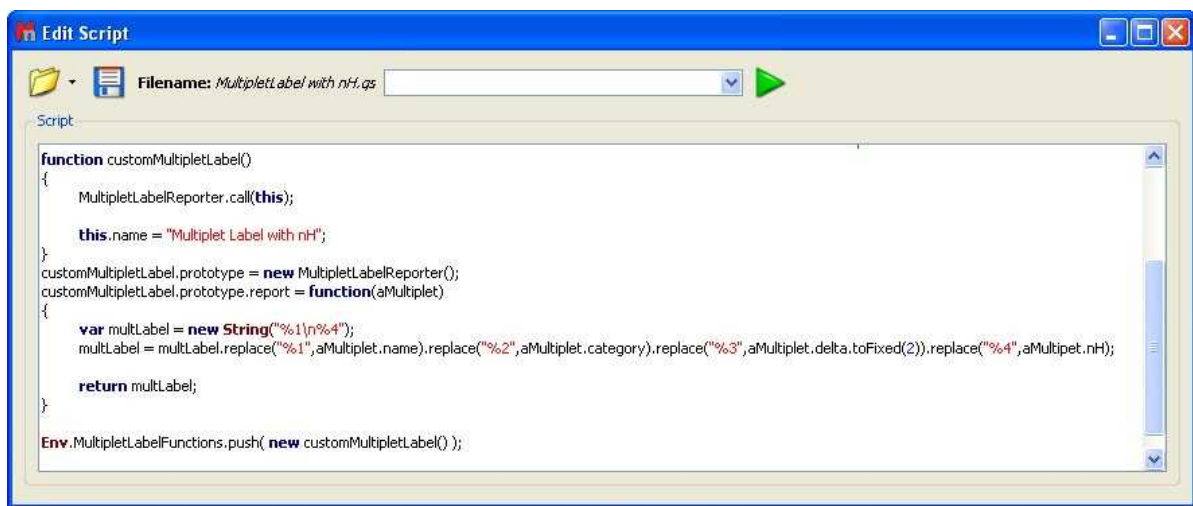 Edit Script
Filename: MultipletLabel with nH.qs
Script
function customMultipletLabel()
{
MultipletLabelReporter.call(this);
this.name = "Multiplet Label with nH";
}
customMultipletLabel.prototype = new MultipletLabelReporter();
customMultipletLabel.prototype.report = function(aMultiplet)
{
var multLabel = new String("%1\n%4");
multLabel = multLabel.replace("%1",aMultiplet.name).replace("%2",aMultiplet.category).replace("%3",aMultiplet.delta.toFixed(2)).replace("%4",aMultipet.nH);
return multLabel;
}
Env.MultipletLabelFunctions.push( new customMultipletLabel() );